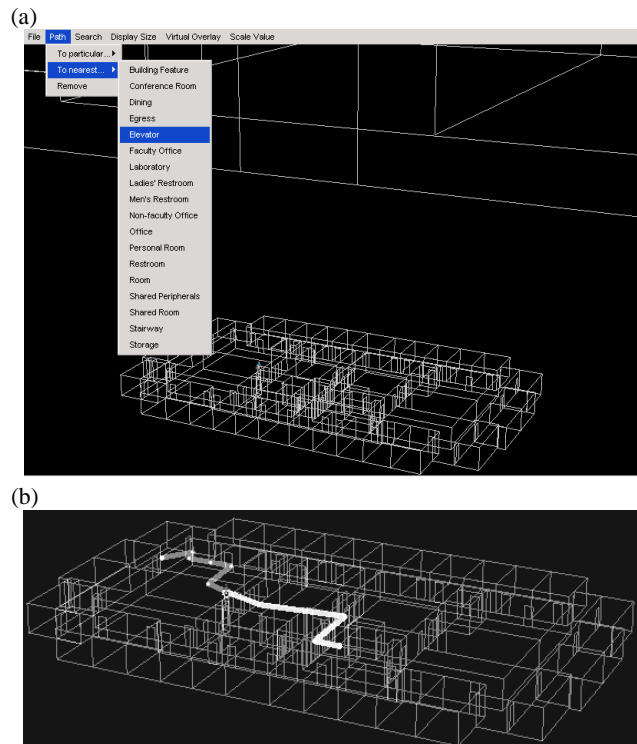 (a)
File Path Search Display Size Virtual Overlay Scale Value
To particular...
To nearest...
Remove
Building Feature
Conference Room
Dining
Egress
Elevator
Faculty Office
Laboratory
Ladies' Restroom
Men's Restroom
Non-faculty Office
Office
Personal Room
Restroom
Room
Shared Peripherals
Shared Room
Stairway
Storage
(b)